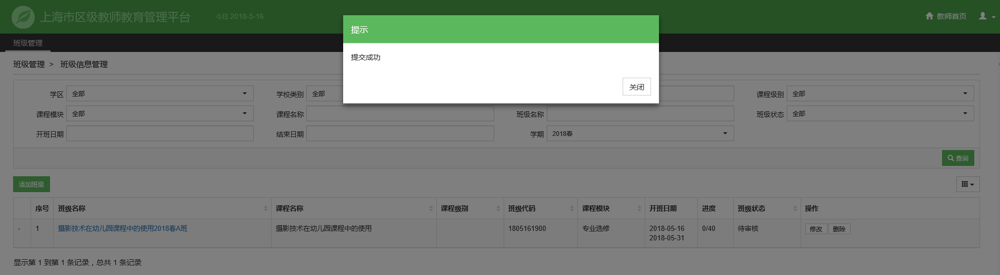 上海市区级教师教育管理平台 今日 2018-5-16 教师首页
提示
提交成功
关闭
班级管理
班级管理 > 班级信息管理
学区 全部 学校类别 全部 课程级别 全部
课程模块 全部 课程名称 班级名称 班级状态 全部
开班日期 结束日期 学期 2018春
查询
添加班级
序号 班级名称 课程名称 课程级别 班级代码 课程模块 开班日期 进度 班级状态 操作
- 1 摄影技术在幼儿园课程中的使用2018春A班 摄影技术在幼儿园课程中的使用 1805161900 专业选修 2018-05-16 0/40 待审核 修改 删除
2018-05-31
显示第 1 到第 1 条记录，总共 1 条记录